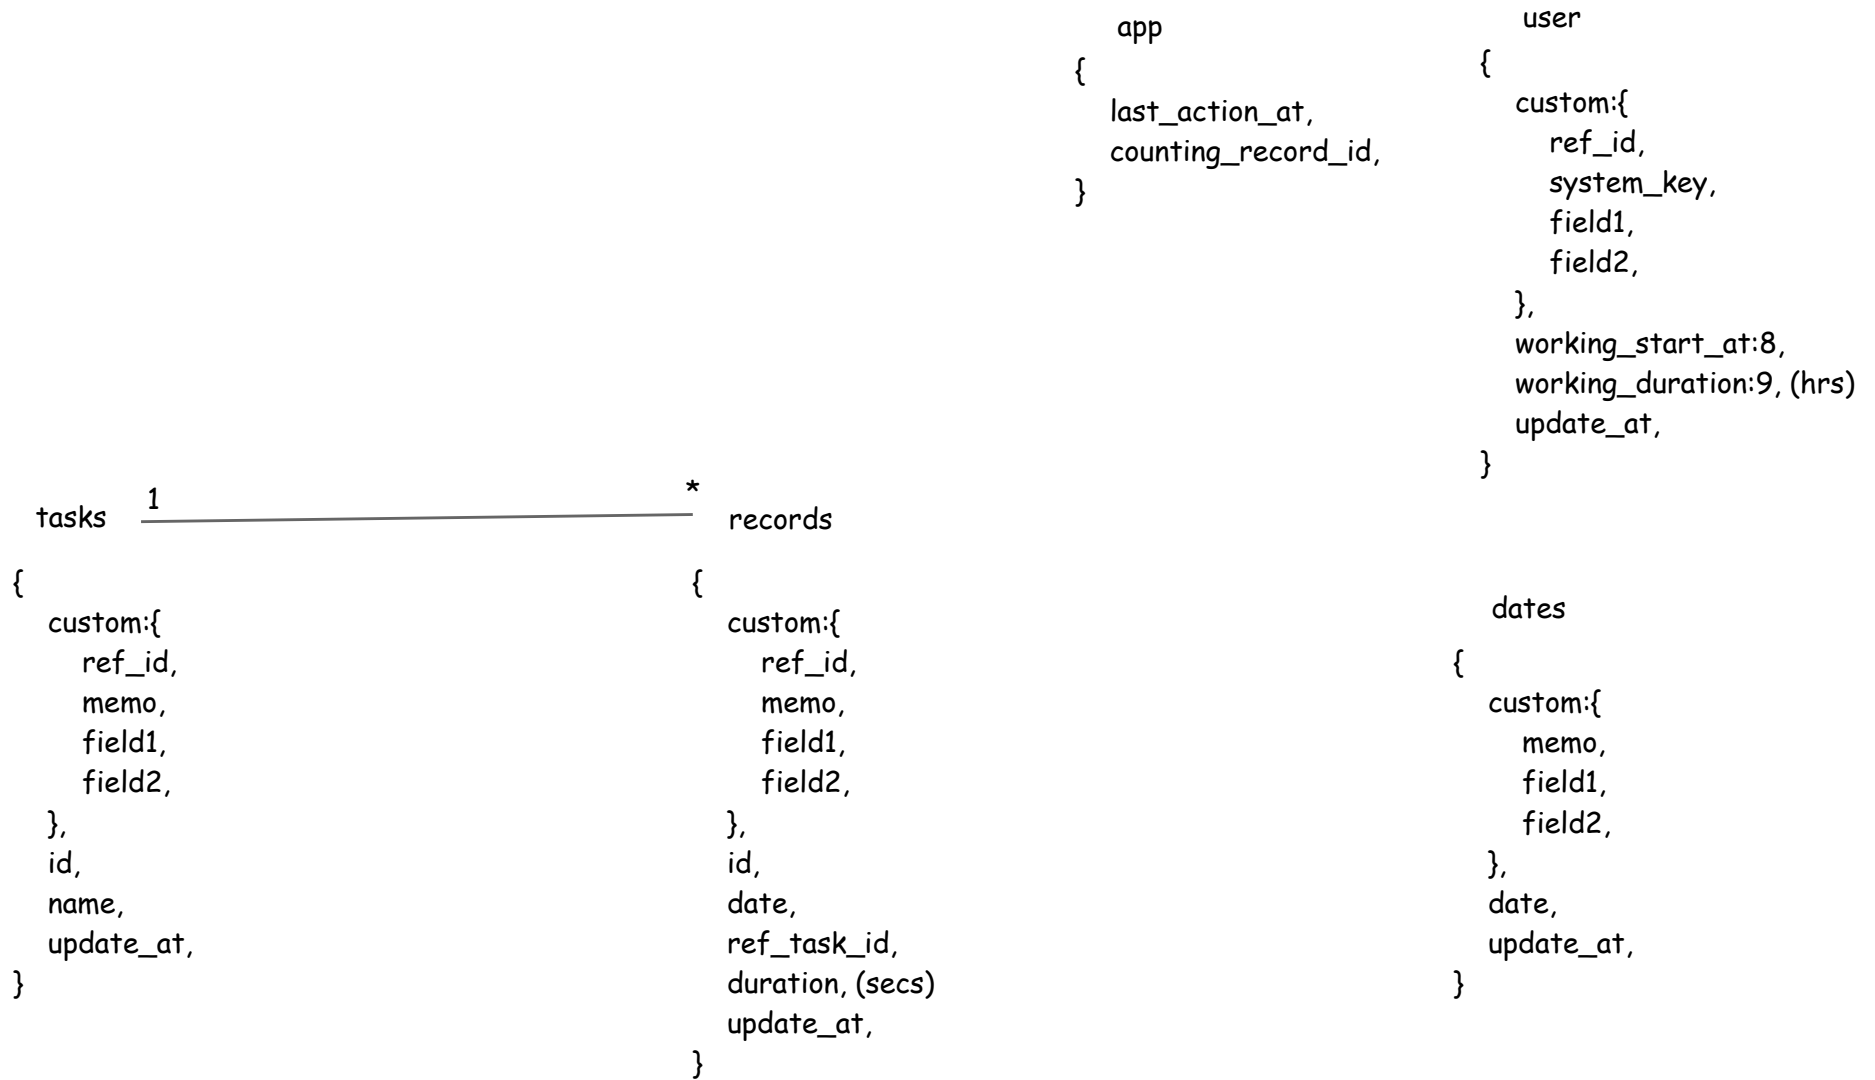 app
{
last_action_at,
counting_record_id,
}
user
{
custom:{
ref_id,
system_key,
field1,
field2,
},
working_start_at:8,
working_duration:9, (hrs)
update_at,
}
tasks
1
*
records
{
custom:{
ref_id,
memo,
field1,
field2,
},
id,
name,
update_at,
}
{
custom:{
ref_id,
memo,
field1,
field2,
},
id,
date,
ref_task_id,
duration, (secs)
update_at,
}
dates
{
custom:{
memo,
field1,
field2,
},
date,
update_at,
}